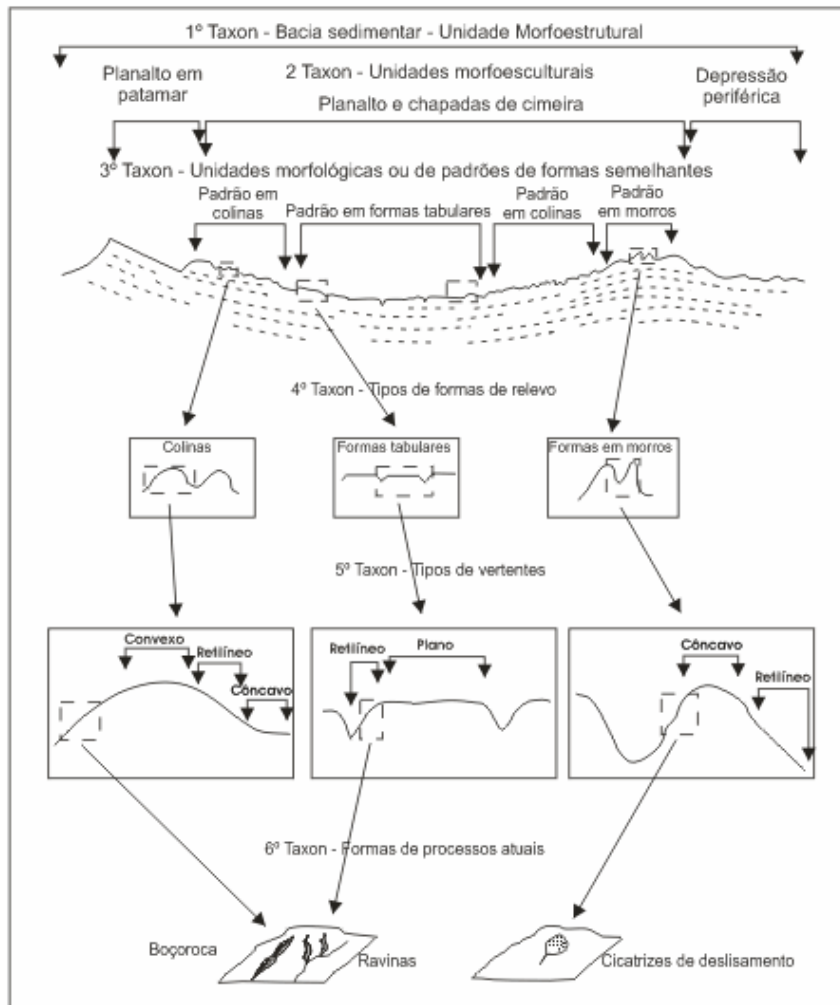 1º Taxon - Bacia sedimentar - Unidade Morfoestrutural
Planalto em
patamar
2 Taxon - Unidades morfoesculturais
Planalto e chapadas de cimeira
Depressão
periférica
3º Taxon - Unidades morfológicas ou de padrões de formas semelhantes
Padrão em
colinas
Padrão em formas tabulares
Padrão
em colinas
Padrão
em morros
4º Taxon - Tipos de formas de relevo
Colinas
Formas tabulares
Formas em morros
5º Taxon - Tipos de vertentes
Convexo
Retilíneo
Côncavo
Retilíneo
Plano
Côncavo
Retilíneo
6º Taxon - Formas de processos atuais
Boçoroca
Ravinas
Cicatrizes de deslisamento